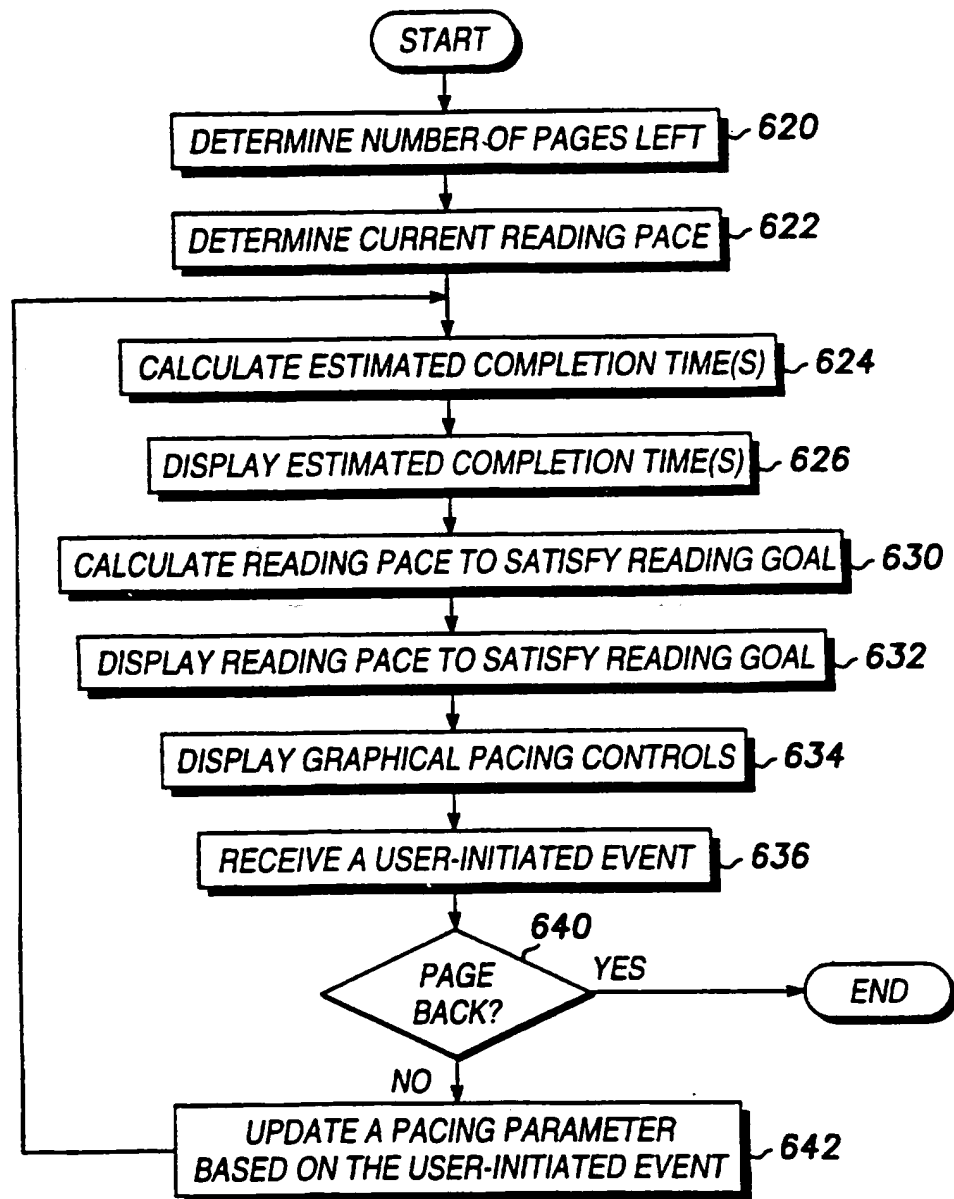 START
DETERMINE NUMBER OF PAGES LEFT
620
DETERMINE CURRENT READING PACE
622
CALCULATE ESTIMATED COMPLETION TIME(S)
624
DISPLAY ESTIMATED COMPLETION TIME(S)
626
CALCULATE READING PACE TO SATISFY READING GOAL
630
DISPLAY READING PACE TO SATISFY READING GOAL
632
DISPLAY GRAPHICAL PACING CONTROLS
634
RECEIVE A USER-INITIATED EVENT
636
640
PAGE
BACK?
YES
END
NO
UPDATE A PACING PARAMETER
BASED ON THE USER-INITIATED EVENT
642